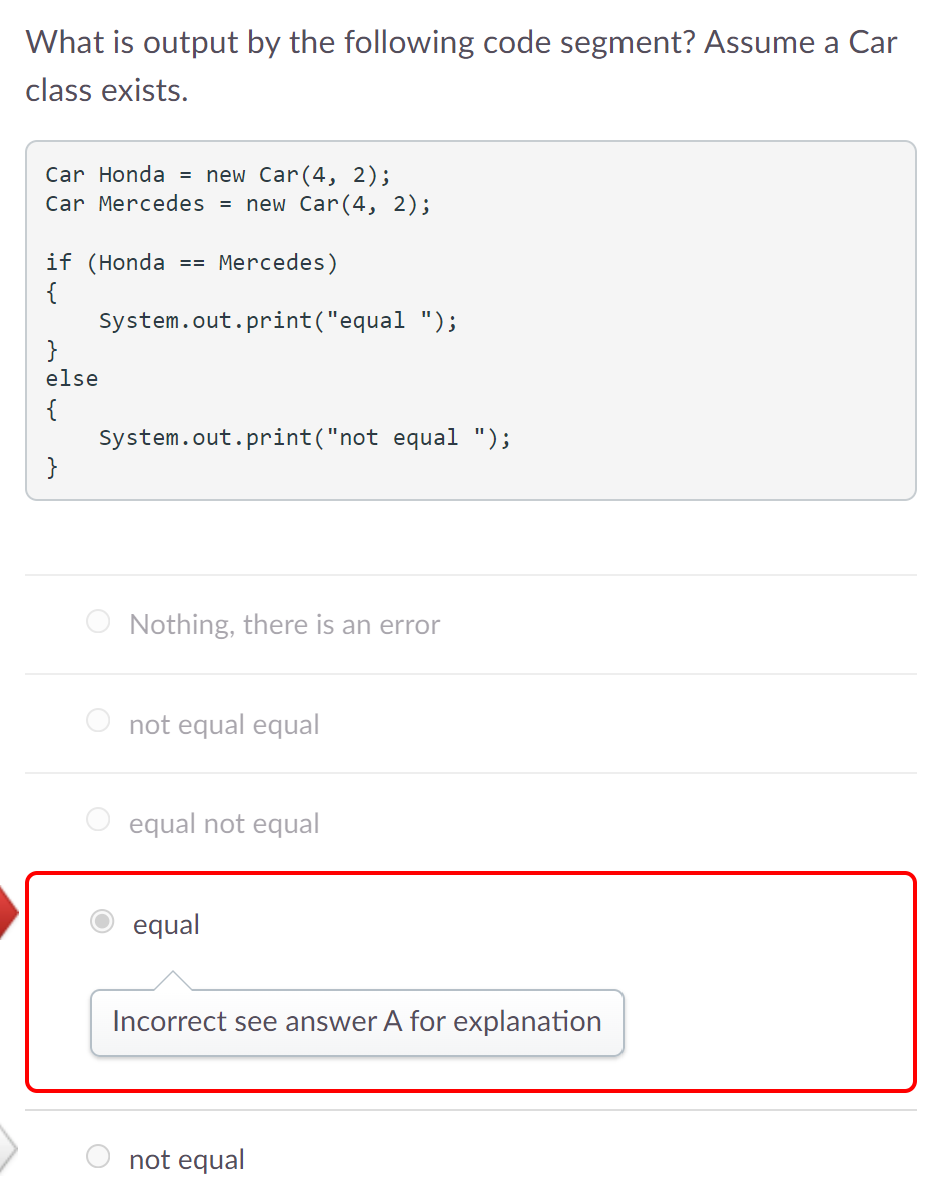 What is output by the following code segment? Assume a Car
class exists.
Car Honda = new Car(4, 2);
Car Mercedes = new Car(4, 2);
if (Honda == Mercedes)
{
    System.out.print("equal ");
}
else
{
    System.out.print("not equal ");
}
Nothing, there is an error
not equal equal
equal not equal
equal
Incorrect see answer A for explanation
not equal